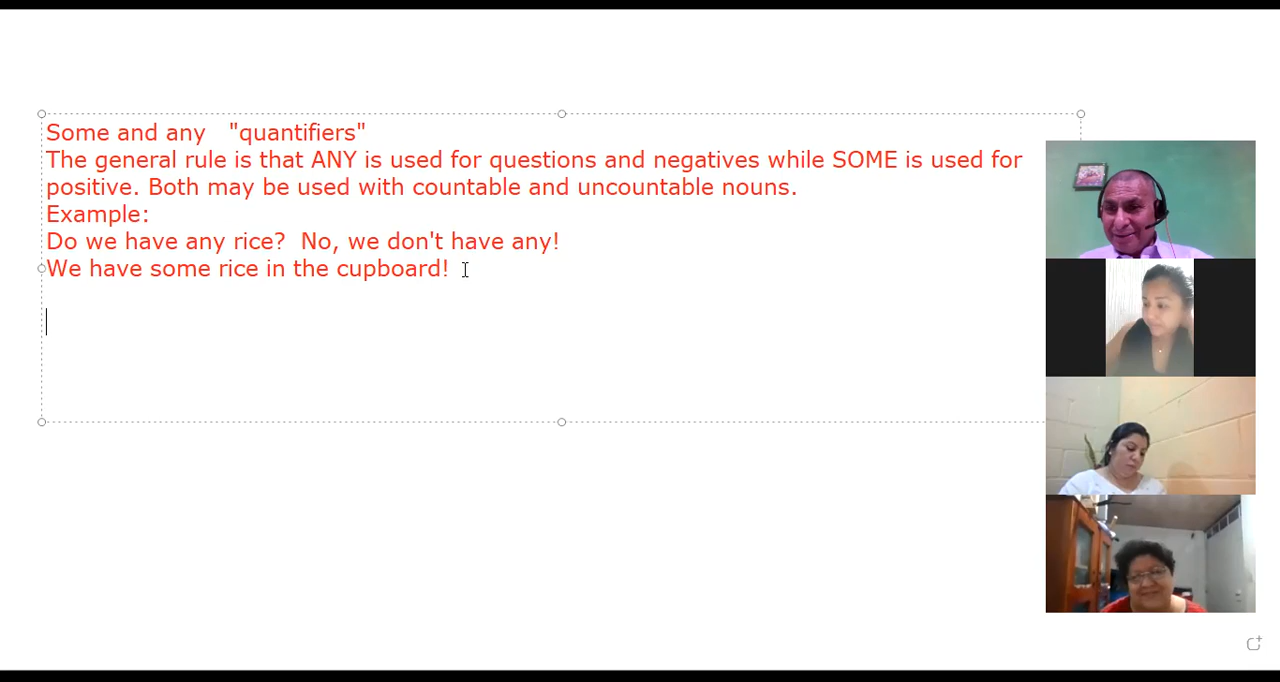 Some and any "quantifiers"
The general rule is that ANY is used for questions and negatives while SOME is used for
positive. Both may be used with countable and uncountable nouns.
Example:
Do we have any rice? No, we don't have any!
We have some rice in the cupboard!